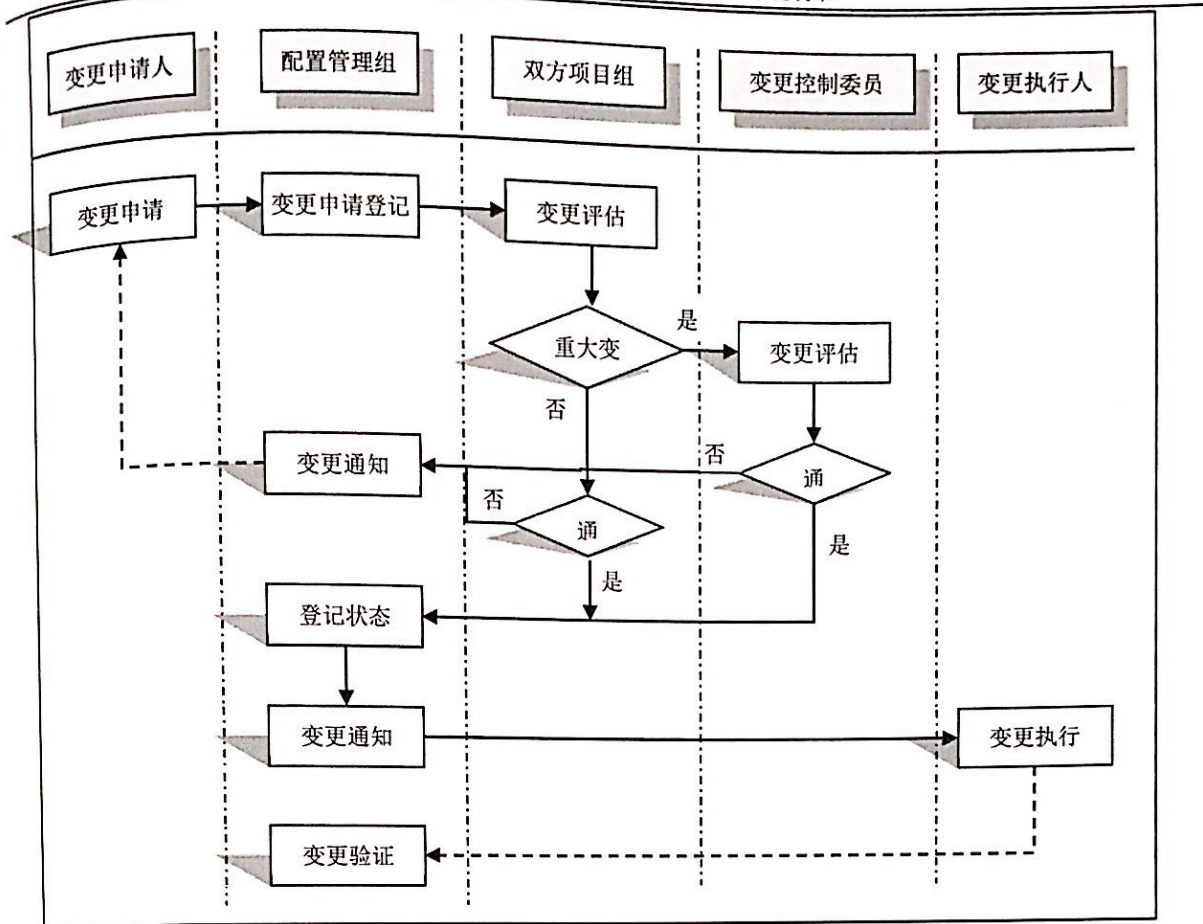 变更申请人
配置管理组
双方项目组
变更控制委员
变更执行人
变更申请
变更申请登记
变更评估
重大变
是
变更评估
否
变更通知
否
通
否
通
是
是
登记状态
变更通知
变更执行
变更验证